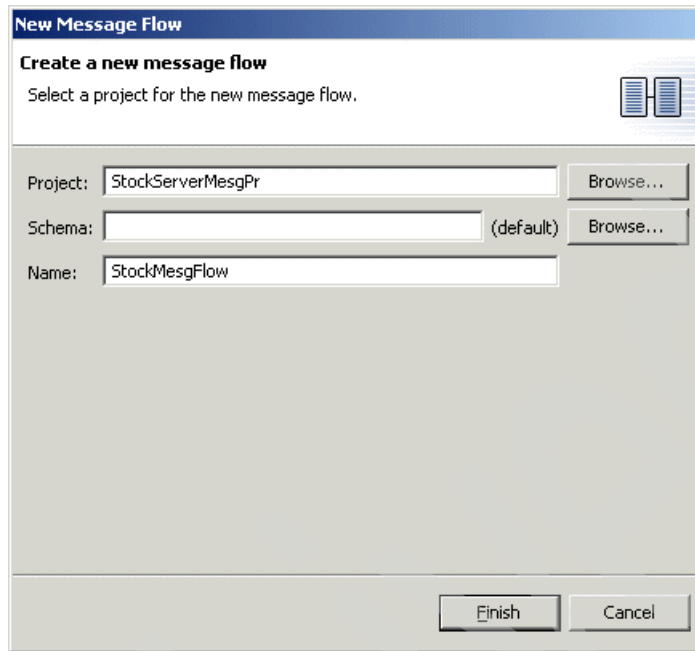 New Message Flow
Create a new message flow
Select a project for the new message flow.
Project: StockServerMesgPr Browse...
Schema: (default) Browse...
Name: StockMesgFlow
Finish Cancel